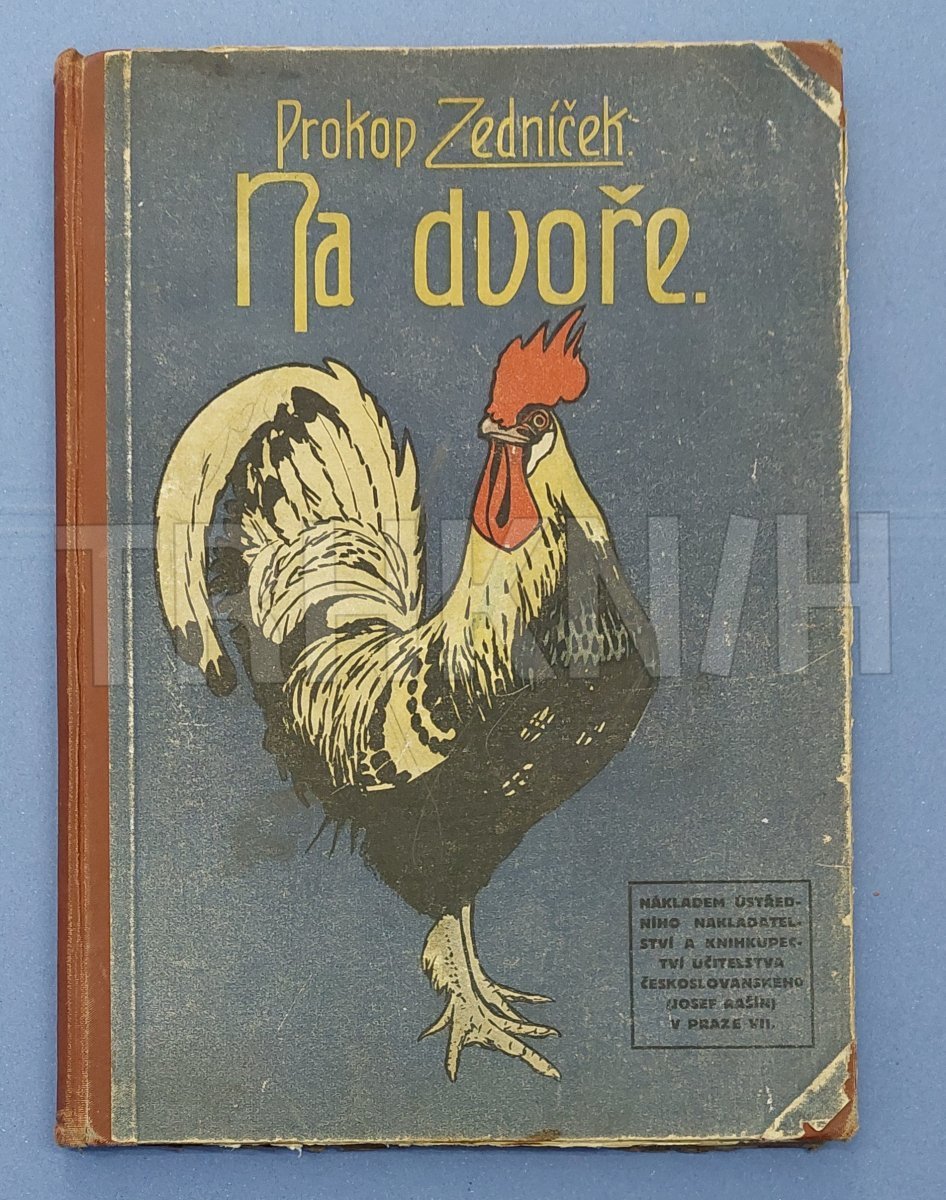 Prokop Zedníček.
Na dvoře.
NÁKLADEM ÚSTŘED-
NÍHO NAKLADATEL-
STVÍ A KNIHKUPEC-
TVÍ UČITELSTVA
ČESKOSLOVANSKÉHO
(JOSEF RAŠÍN)
V PRAZE VII.